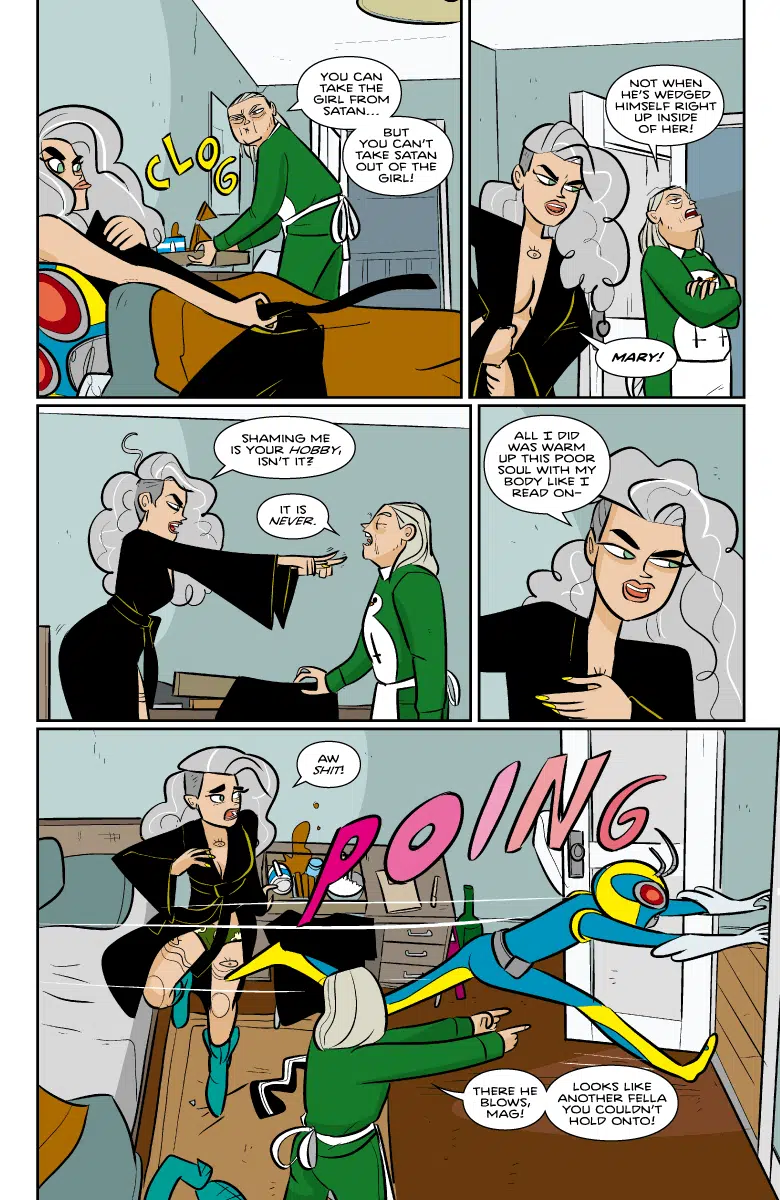 YOU CAN
TAKE THE
GIRL FROM
SATAN...
BUT
YOU CAN'T
TAKE SATAN
OUT OF THE
GIRL!
CLOG
NOT WHEN
HE'S WEDGED
HIMSELF RIGHT
UP INSIDE
OF HER!
MARY!
SHAMING ME
IS YOUR HOBBY,
ISN'T IT?
IT IS
NEVER.
ALL I DID
WAS WARM
UP THIS POOR
SOUL WITH MY
BODY LIKE I
READ ON-
AW
SHIT!
POING
THERE HE
BLOWS,
MAG!
LOOKS LIKE
ANOTHER FELLA
YOU COULDN'T
HOLD ONTO!